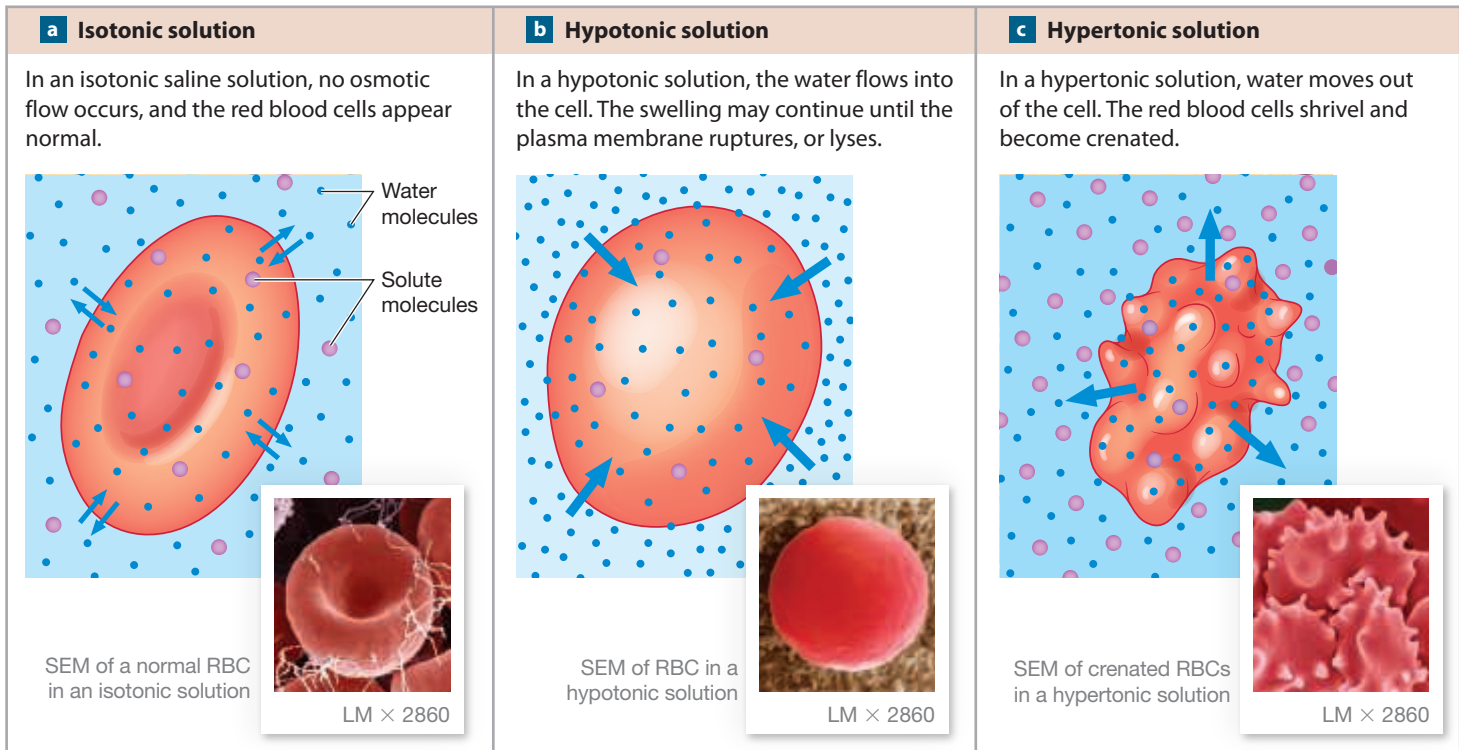 a Isotonic solution
In an isotonic saline solution, no osmotic
flow occurs, and the red blood cells appear
normal.
Water
molecules
Solute
molecules
SEM of a normal RBC
in an isotonic solution
LM × 2860
b Hypotonic solution
In a hypotonic solution, the water flows into
the cell. The swelling may continue until the
plasma membrane ruptures, or lyses.
SEM of RBC in a
hypotonic solution
LM × 2860
c Hypertonic solution
In a hypertonic solution, water moves out
of the cell. The red blood cells shrivel and
become crenated.
SEM of crenated RBCs
in a hypertonic solution
LM × 2860